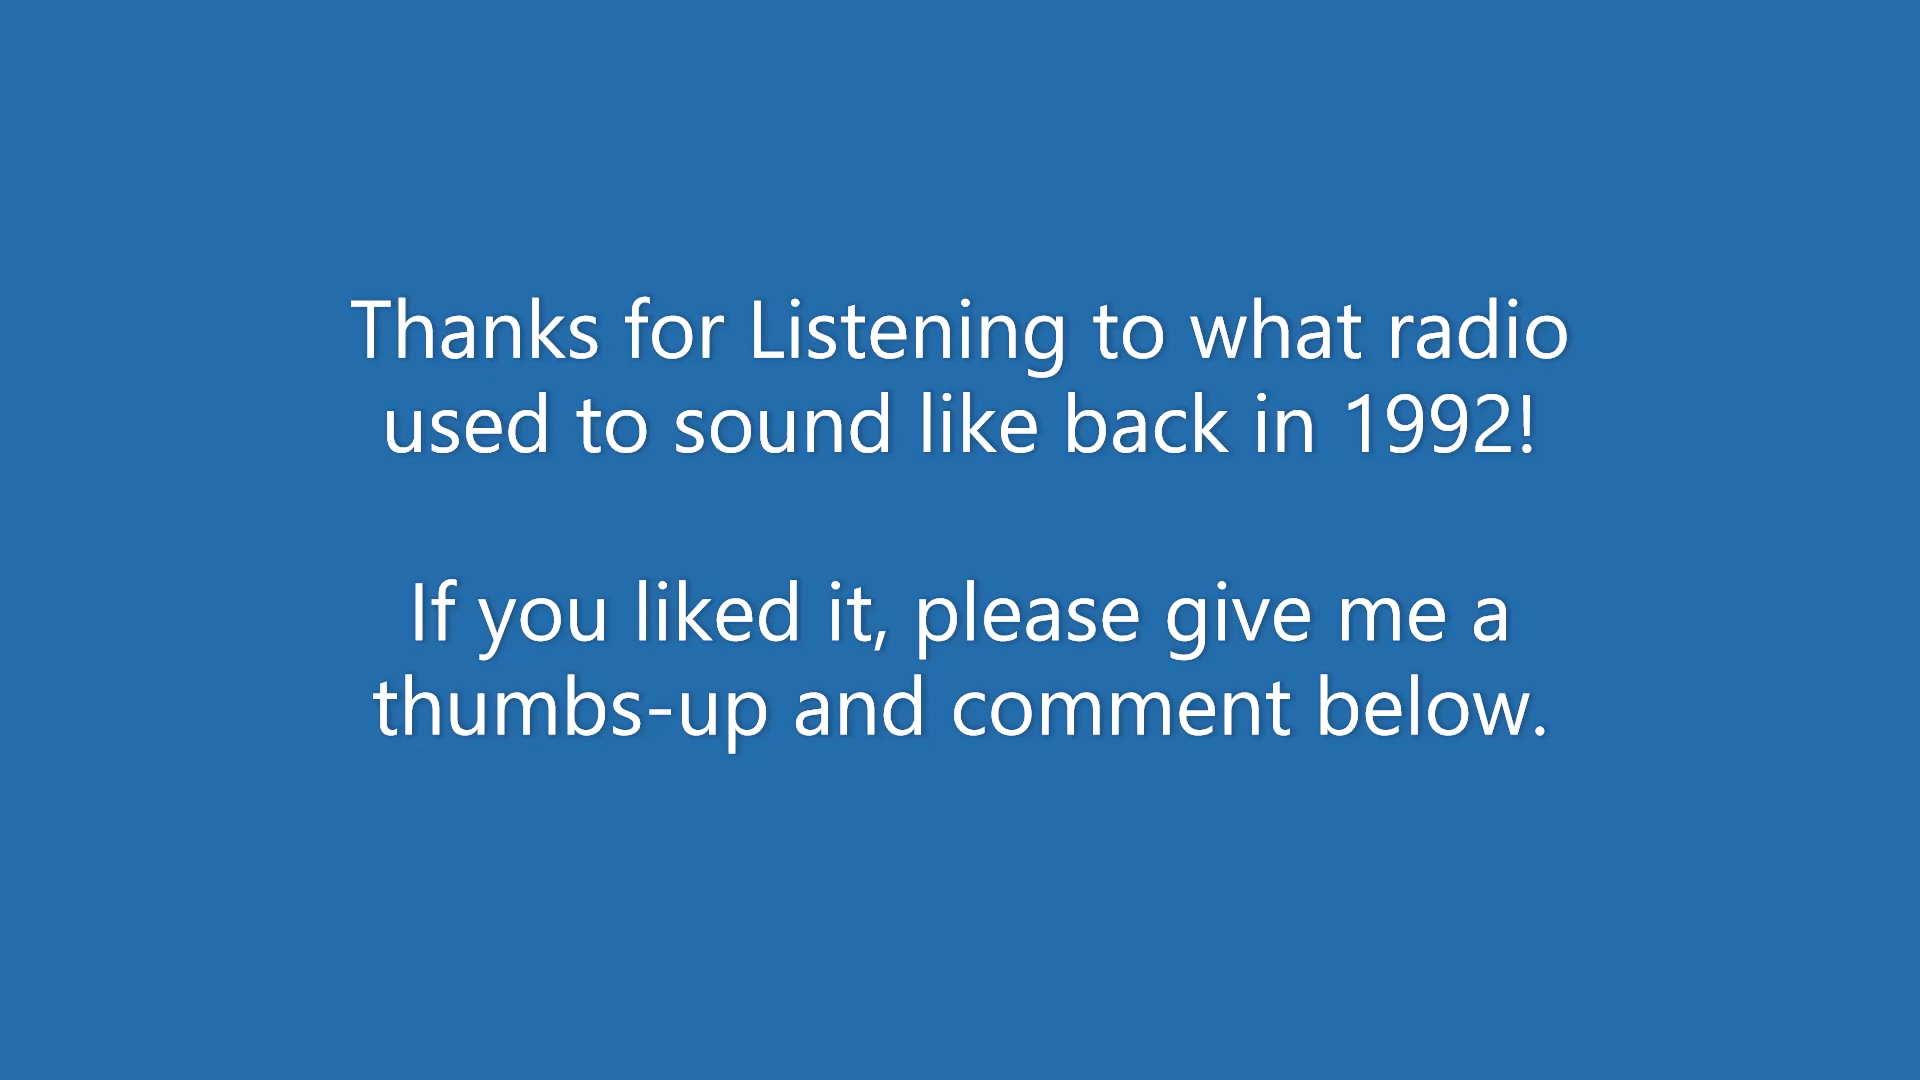 Thanks for Listening to what radio
used to sound like back in 1992!
If you liked it, please give me a
thumbs-up and comment below.